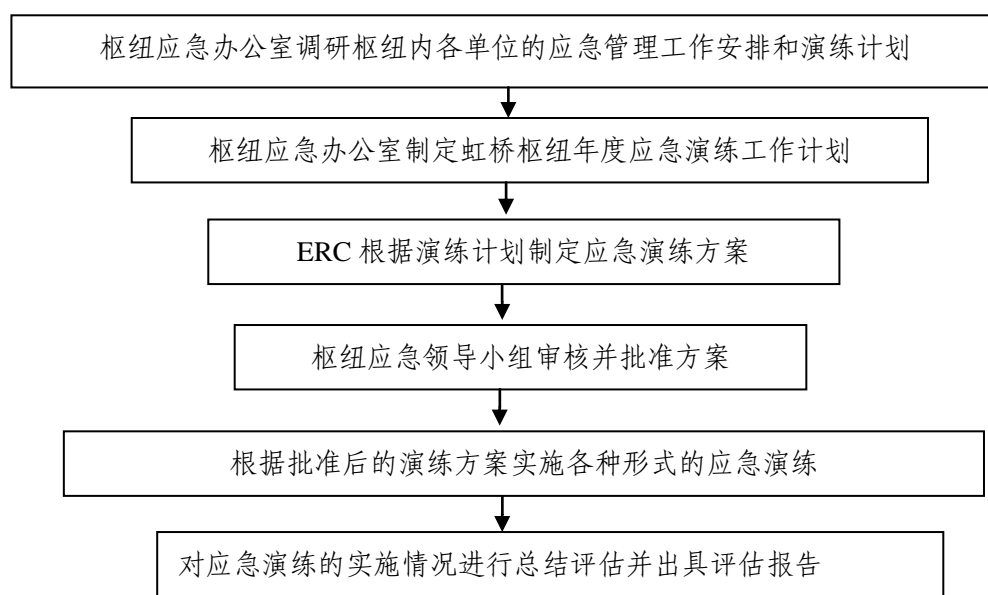 枢纽应急办公室调研枢纽内各单位的应急管理工作安排和演练计划
枢纽应急办公室制定虹桥枢纽年度应急演练工作计划
ERC 根据演练计划制定应急演练方案
枢纽应急领导小组审核并批准方案
根据批准后的演练方案实施各种形式的应急演练
对应急演练的实施情况进行总结评估并出具评估报告